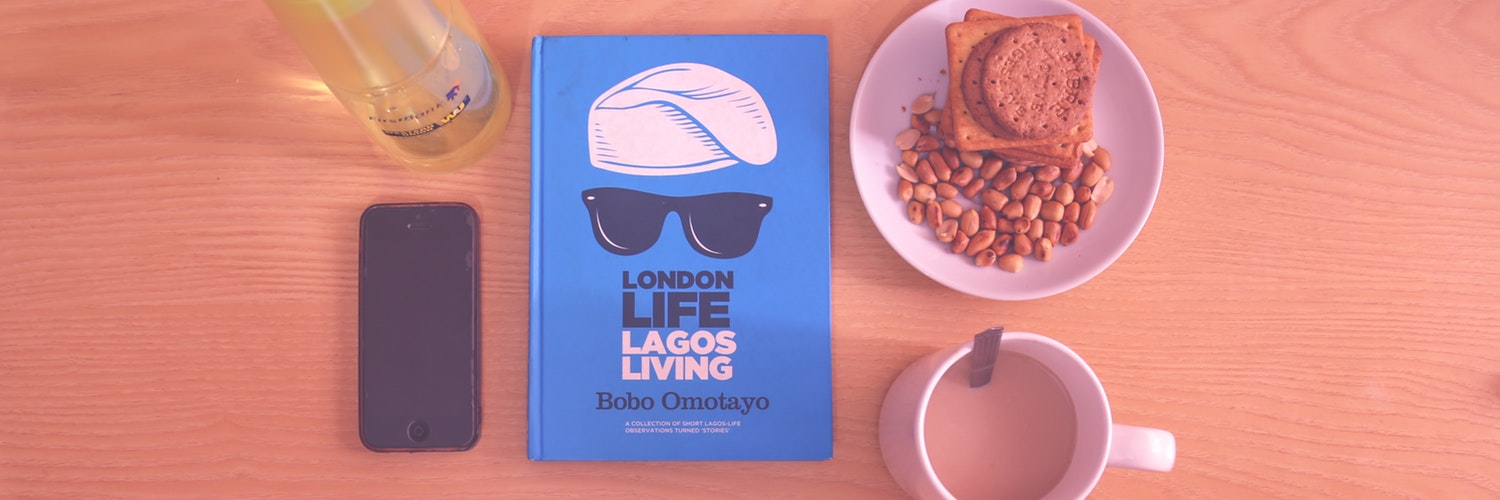 LONDON
LIFE
LAGOS
LIVING
Bobo Omotayo
A COLLECTION OF SHORT LAGOS-LIFE
OBSERVATIONS TURNED 'STORIES'